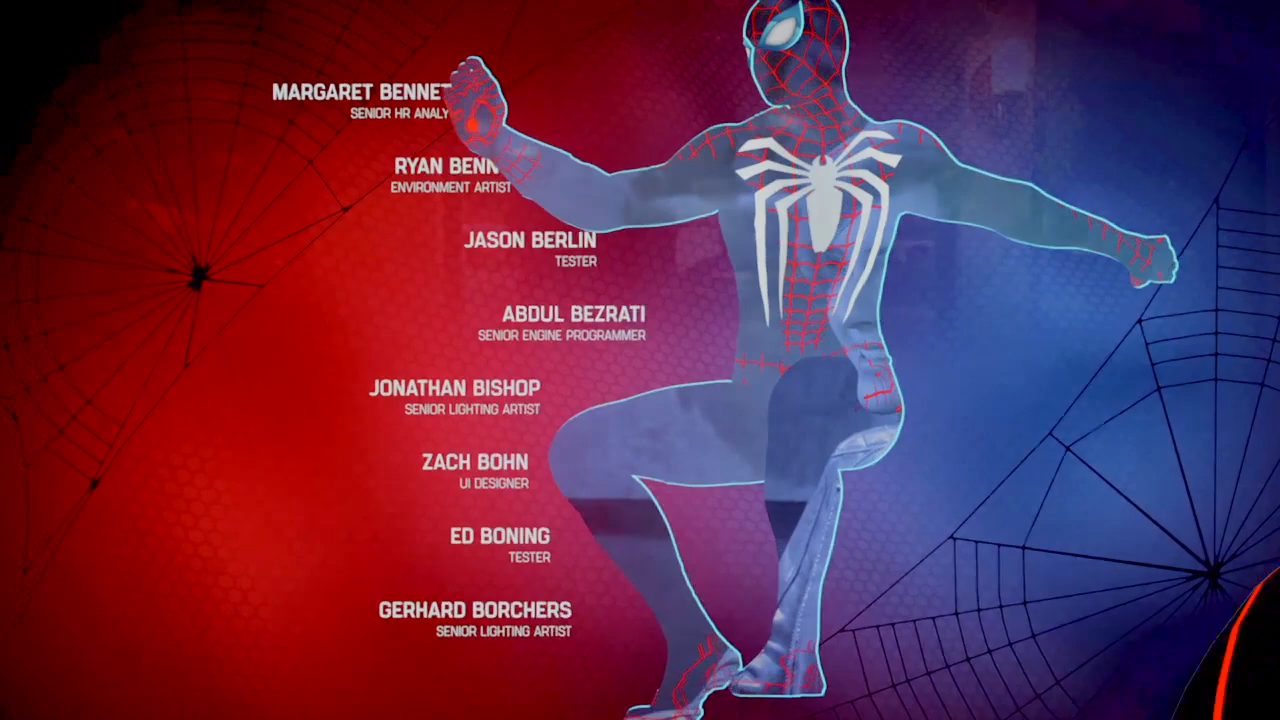 MARGARET BENNET
SENIOR HR ANALY
RYAN BENN
ENVIRONMENT ARTIST
JASON BERLIN
TESTER
ABDUL BEZRATI
SENIOR ENGINE PROGRAMMER
JONATHAN BISHOP
SENIOR LIGHTING ARTIST
ZACH BOHN
UI DESIGNER
ED BONING
TESTER
GERHARD BORCHERS
SENIOR LIGHTING ARTIST